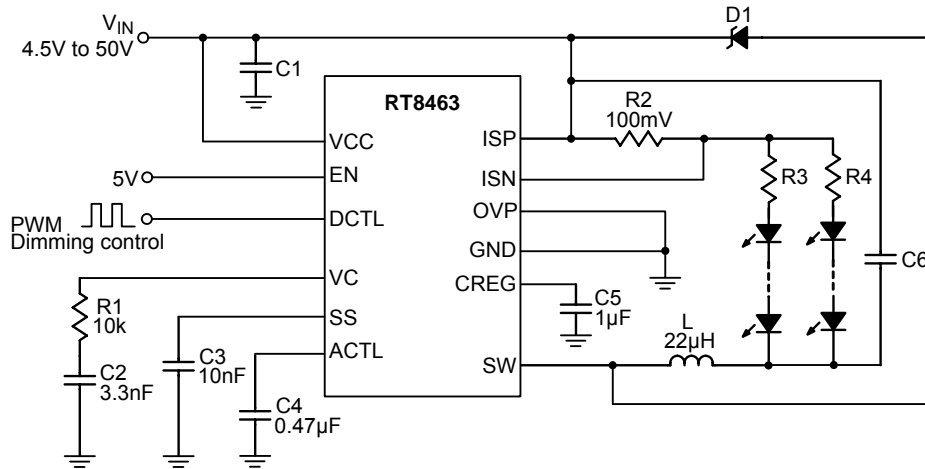 VIN
4.5V to 50V
C1
D1
RT8463
R2
100mV
VCC
ISP
EN
ISN
R3
R4
5V
OVP
PWM
Dimming control
DCTL
GND
VC
CREG
C6
R1
10k
C5
1µF
SS
L
22µH
C3
10nF
ACTL
SW
C2
3.3nF
C4
0.47µF